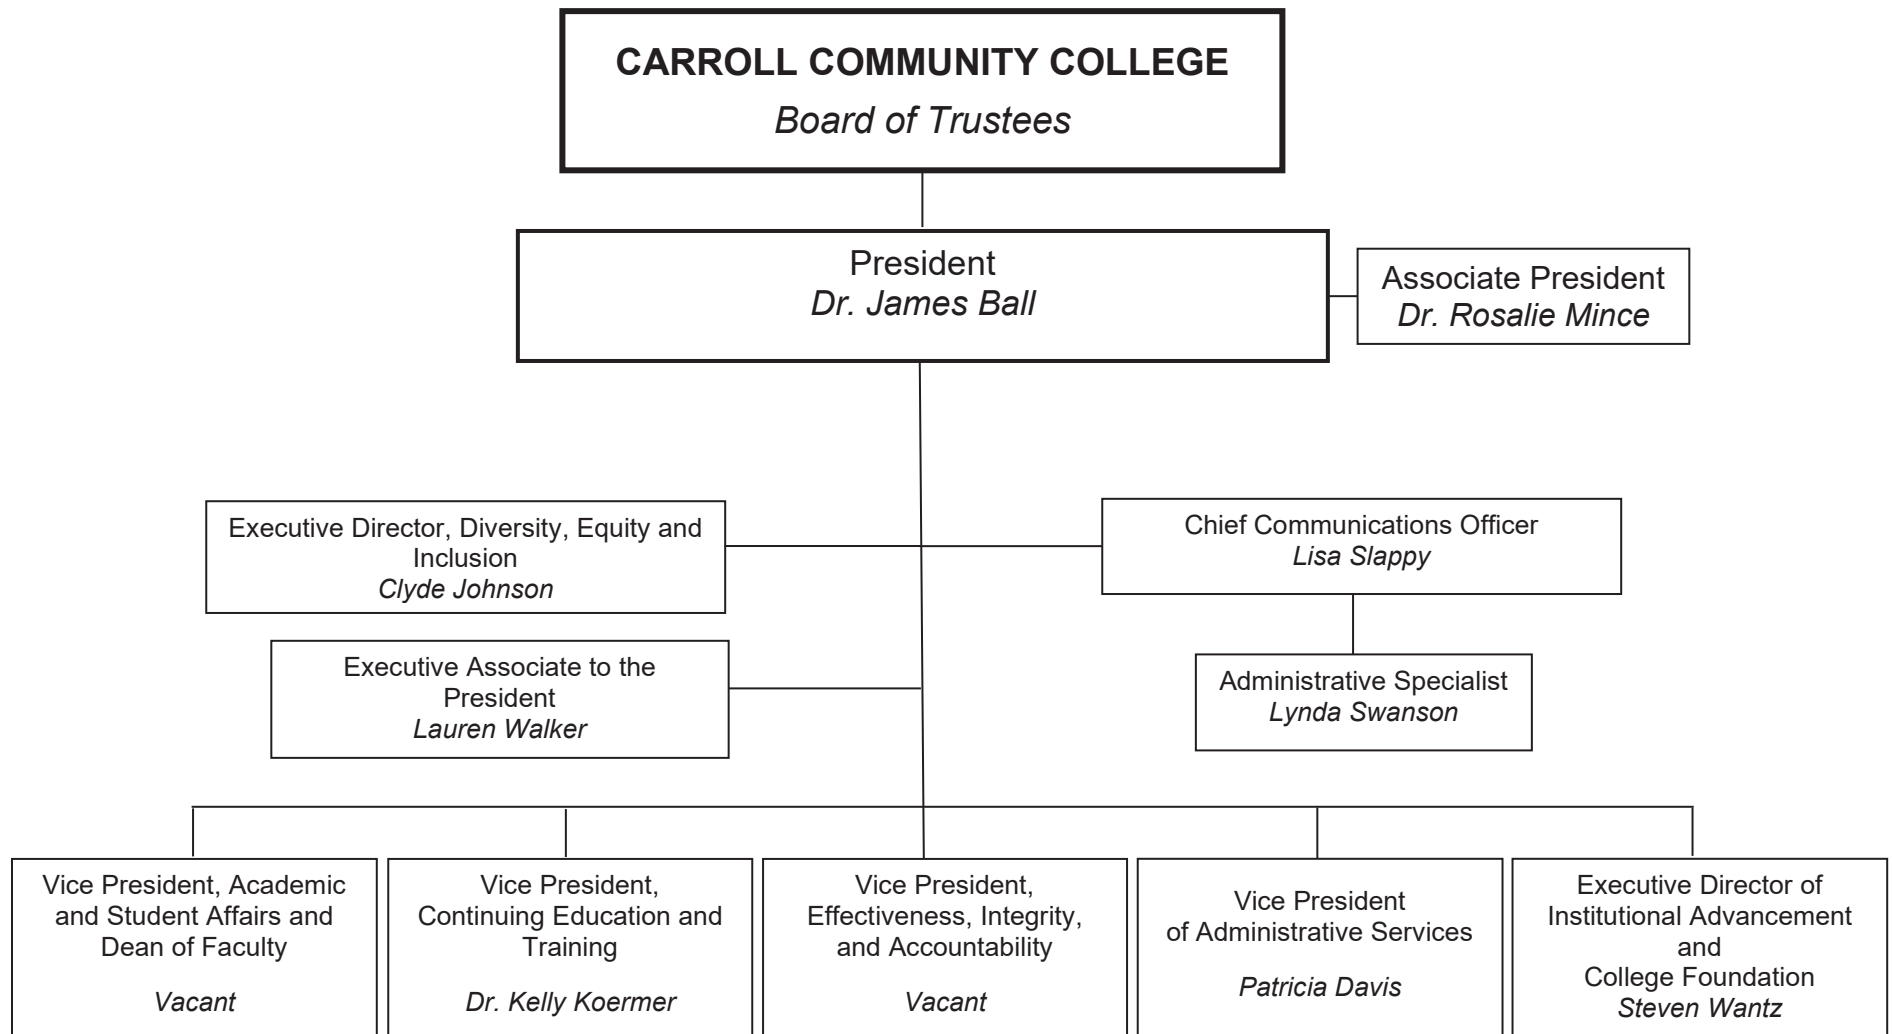 CARROLL COMMUNITY COLLEGE
Board of Trustees
President
Dr. James Ball
Associate President
Dr. Rosalie Mince
Executive Director, Diversity, Equity and
Inclusion
Clyde Johnson
Chief Communications Officer
Lisa Slappy
Executive Associate to the
President
Lauren Walker
Administrative Specialist
Lynda Swanson
Vice President, Academic
and Student Affairs and
Dean of Faculty
Vacant
Vice President,
Continuing Education and
Training
Dr. Kelly Koermer
Vice President,
Effectiveness, Integrity,
and Accountability
Vacant
Vice President
of Administrative Services
Patricia Davis
Executive Director of
Institutional Advancement
and
College Foundation
Steven Wantz